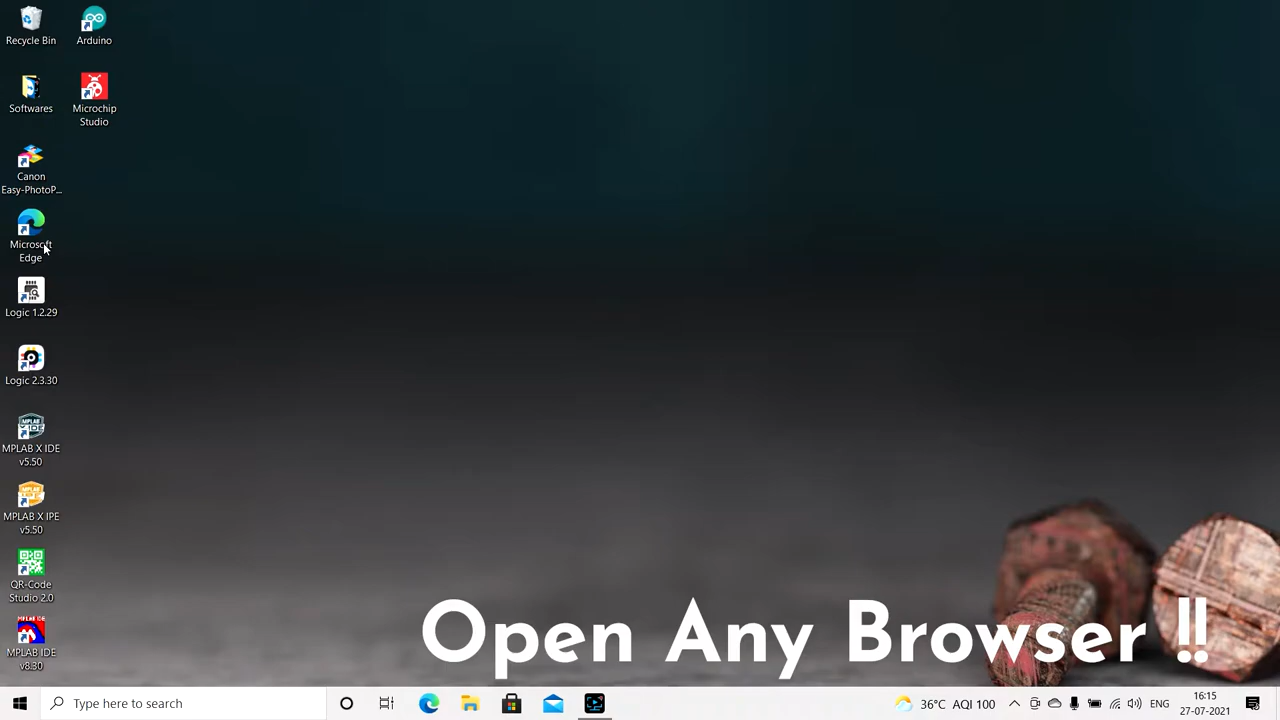 Recycle Bin
Arduino
Softwares
Microchip
Studio
Canon
Easy-PhotoP...
Microsoft
Edge
Logic 1.2.29
Logic 2.3.30
MPLAB X IDE
v5.50
MPLAB X IPE
v5.50
QR-Code
Studio 2.0
MPLAB IDE
MPLAB IDE
v8.30
Open Any Browser !!
Type here to search
36°C AQI 100
ENG
16:15
27-07-2021